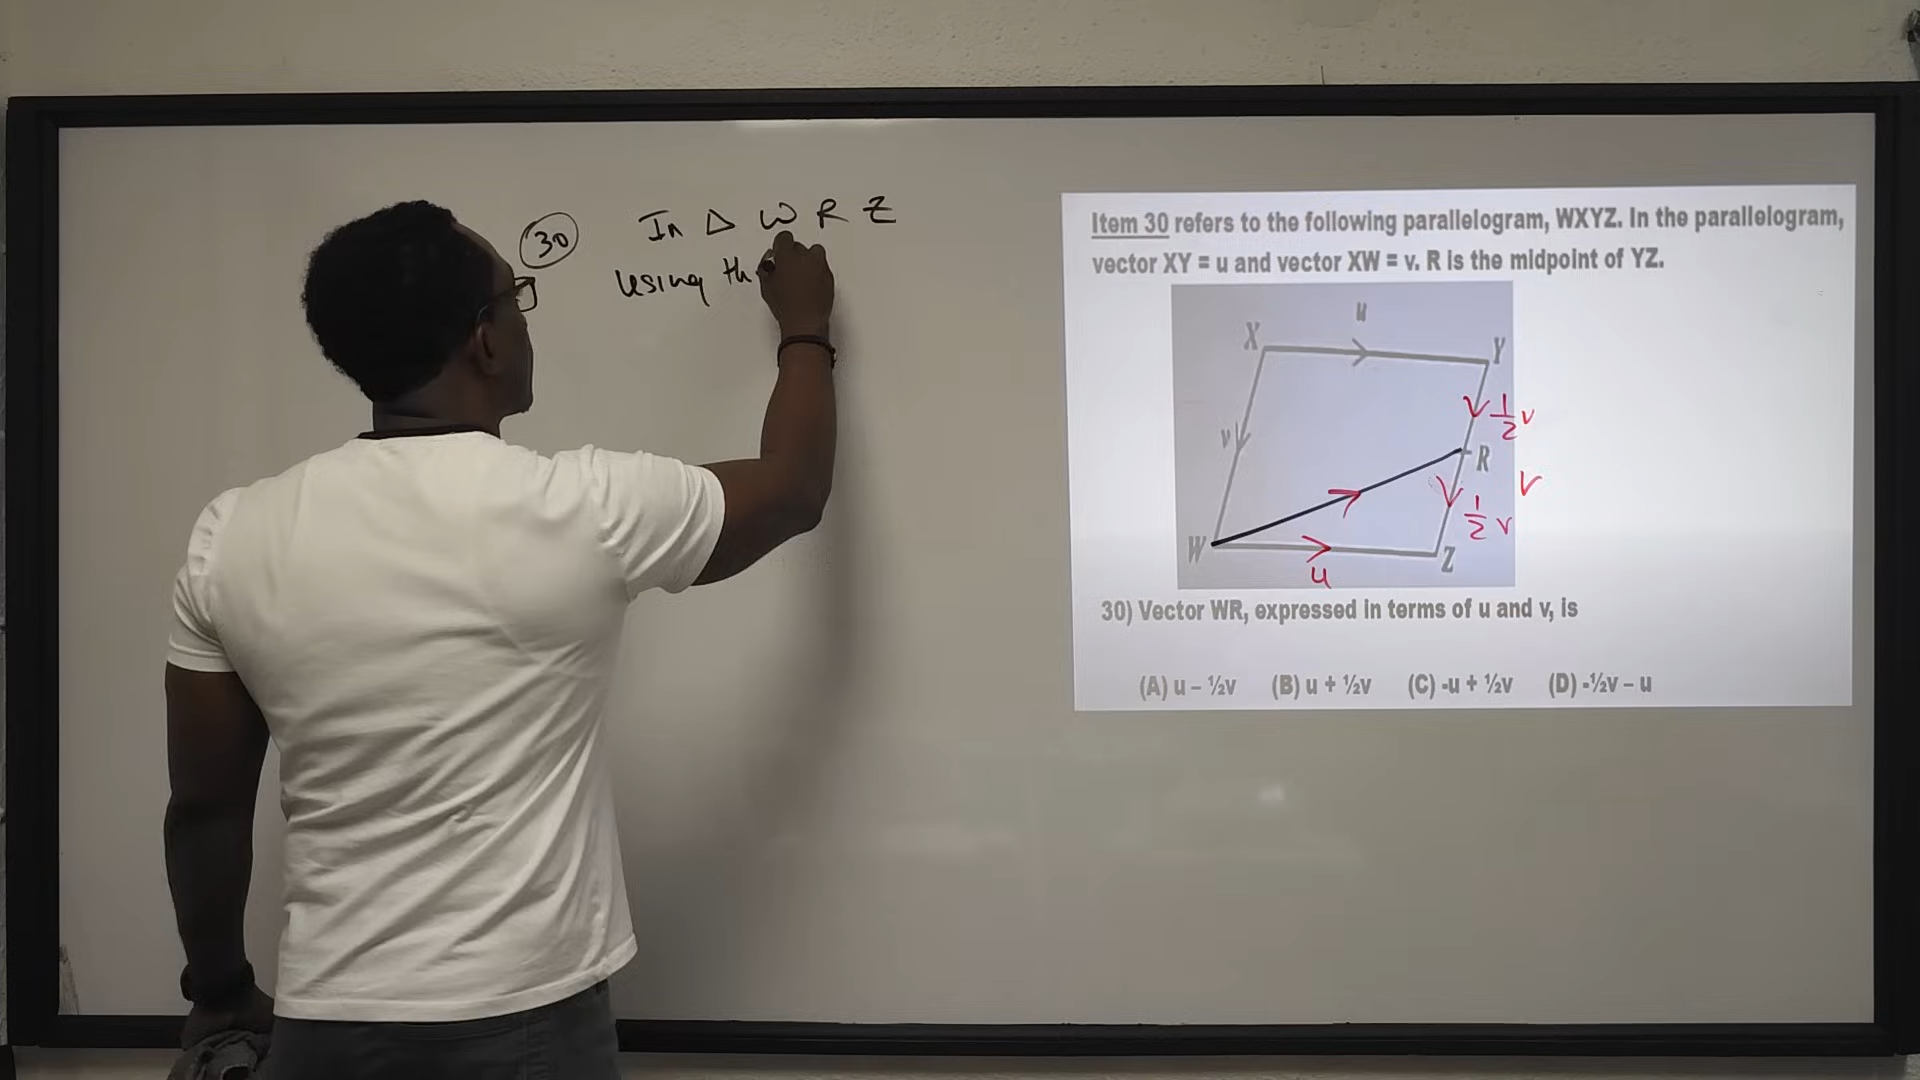 30 In Δ W R Z
using th
Item 30 refers to the following parallelogram, WXYZ. In the parallelogram,
vector XY = u and vector XW = v. R is the midpoint of YZ.
u
X
Y
1/2 v
v
R
v
1/2 v
W
Z
u
30) Vector WR, expressed in terms of u and v, is
(A) u – ½v (B) u + ½v (C) -u + ½v (D) -½v – u